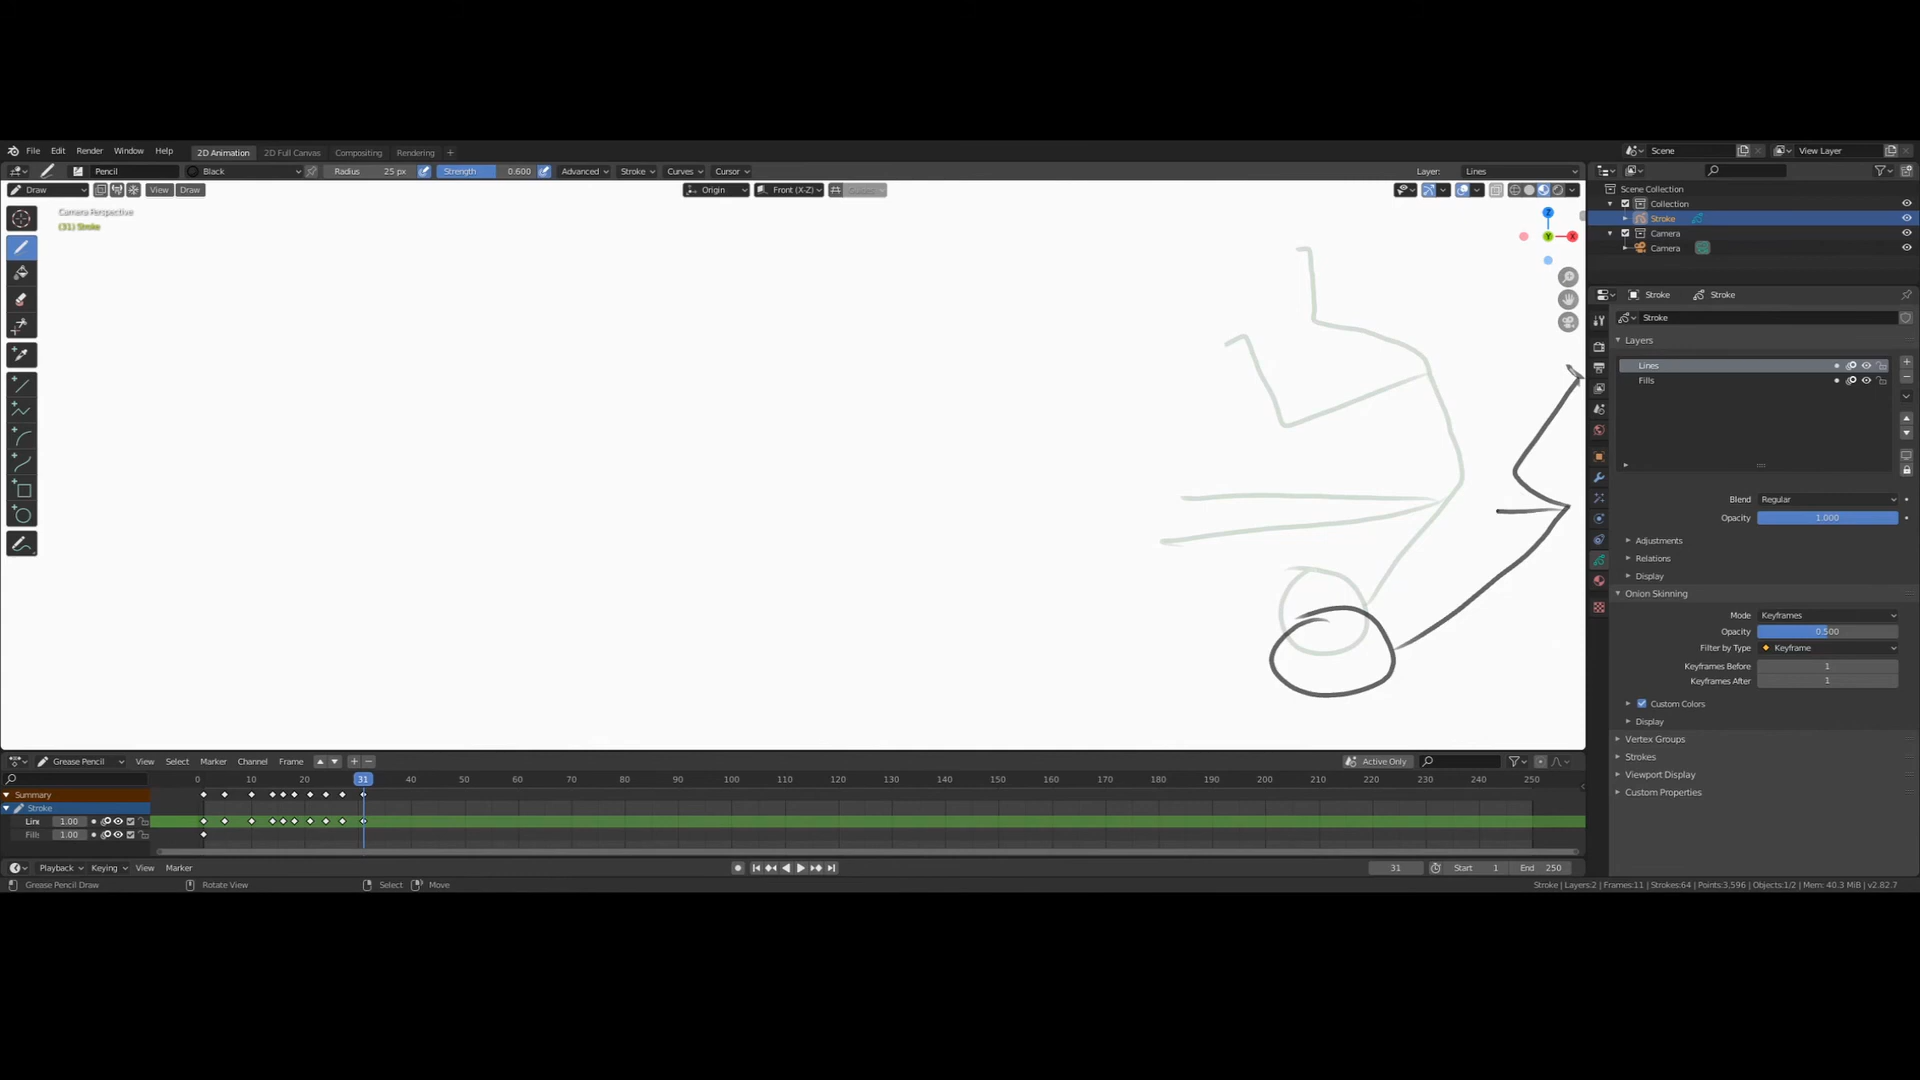 File Edit Render Window Help 2D Animation 2D Full Canvas Compositing Rendering + Scene View Layer
Pencil Black Radius 25 px Strength 0.600 Advanced Stroke Curves Cursor Layer: Lines
Draw View Draw Origin Front (X-Z) Guides
Scene Collection
Collection
Stroke
Camera
Camera
Camera Perspective
(31) Stroke
Z
Y
X
Stroke Stroke
Stroke
Layers
Lines
Fills
Blend Regular
Opacity 1.000
Adjustments
Relations
Display
Onion Skinning
Mode Keyframes
Opacity 0.500
Filter by Type Keyframe
Keyframes Before 1
Keyframes After 1
Custom Colors
Display
Vertex Groups
Strokes
Viewport Display
Custom Properties
Grease Pencil View Select Marker Channel Frame Active Only
0 10 20 31 40 50 60 70 80 90 100 110 120 130 140 150 160 170 180 190 200 210 220 230 240 250
Summary
Stroke
Line 1.00
Fills 1.00
Playback Keying View Marker 31 Start 1 End 250
Grease Pencil Draw Rotate View Select Move Stroke | Layers:2 | Frames:11 | Strokes:64 | Points:3,596 | Objects:1/2 | Mem: 40.3 MiB | v2.82.7